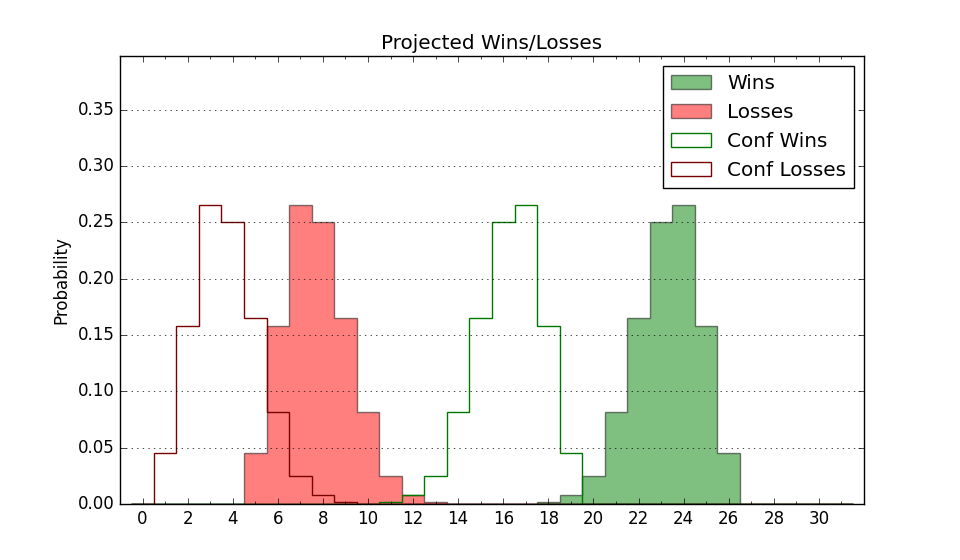 Projected Wins/Losses
Wins
Losses
Conf Wins
Conf Losses
Probability
0.35
0.30
0.25
0.20
0.15
0.10
0.05
0.00
0 2 4 6 8 10 12 14 16 18 20 22 24 26 28 30